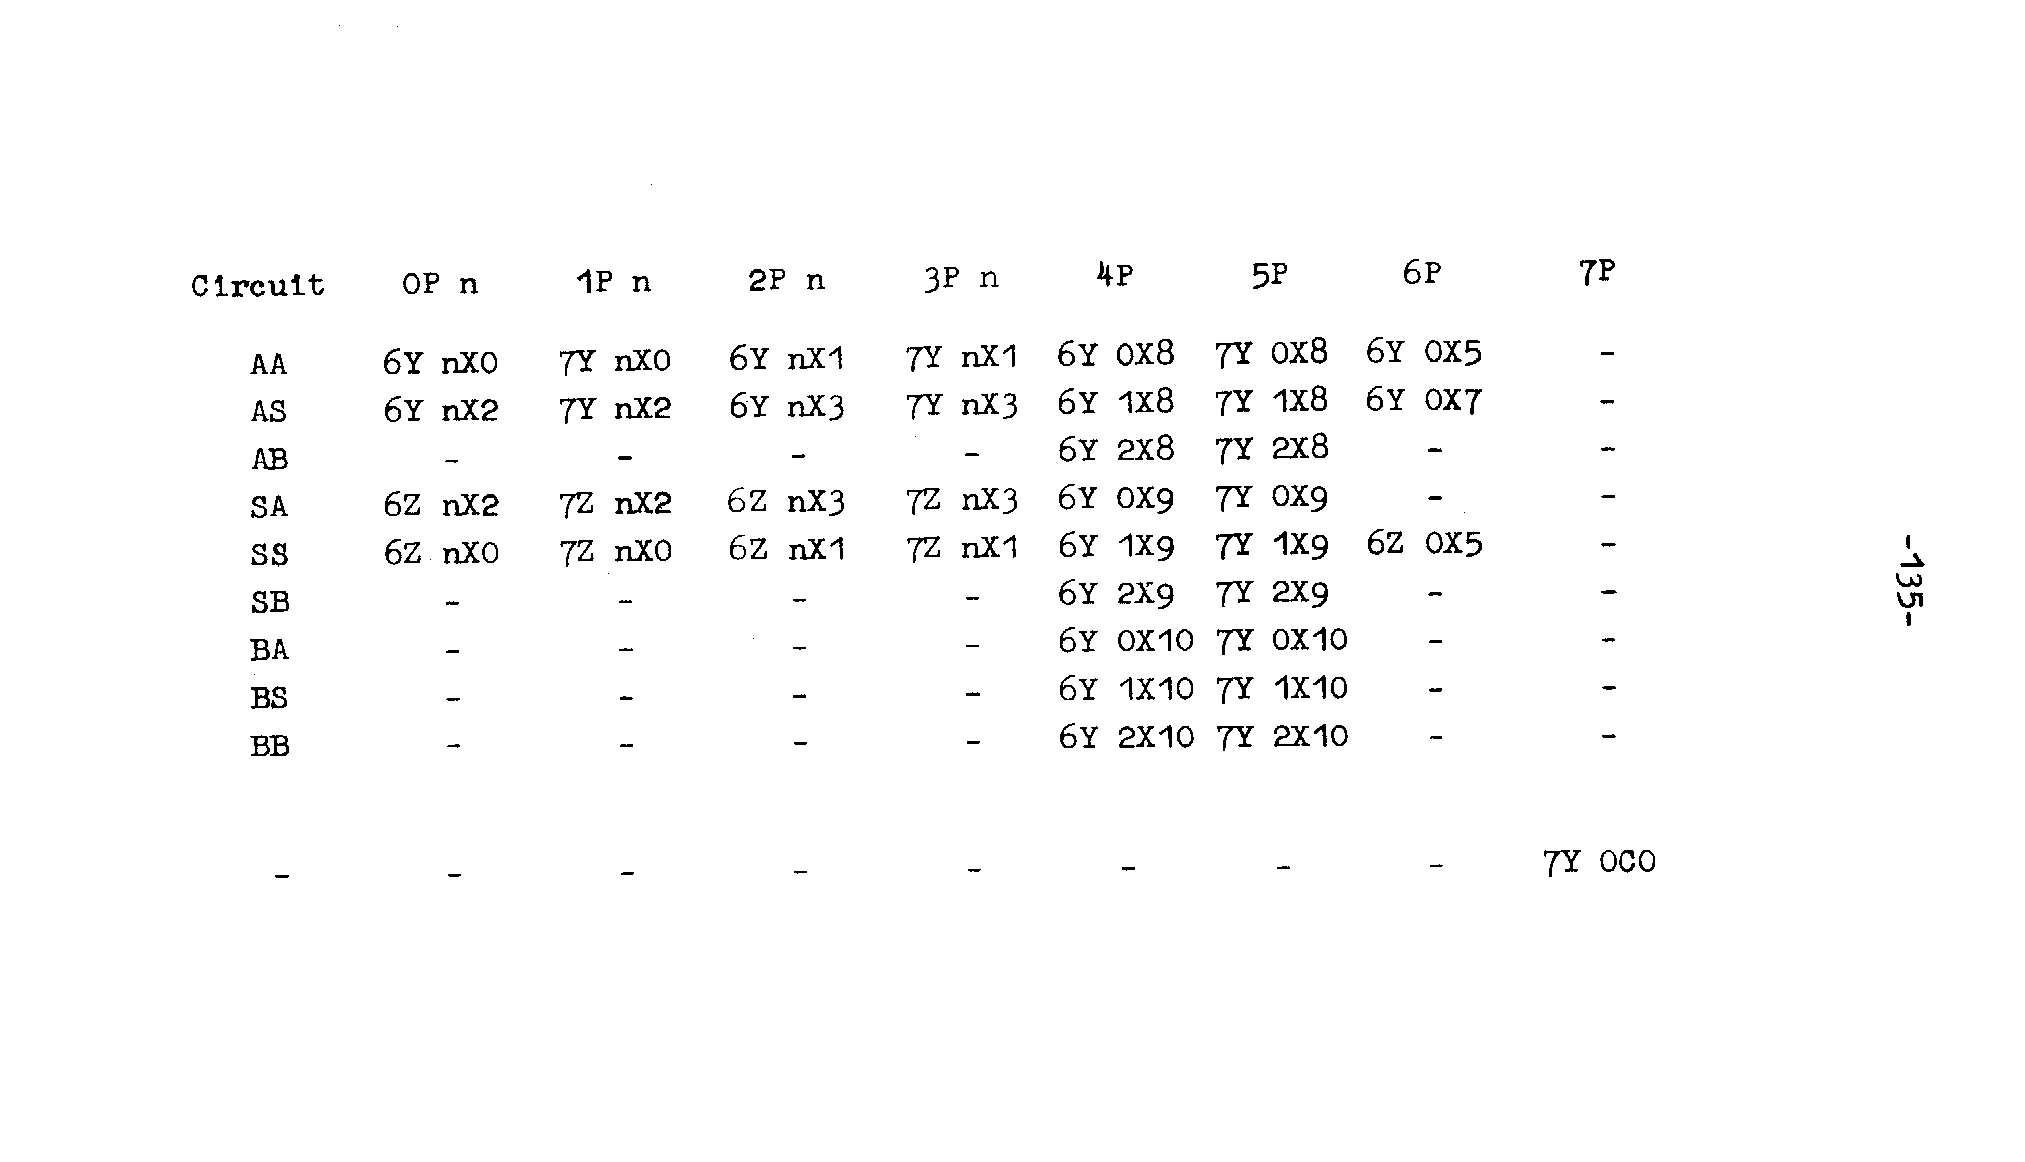 Circuit OP n 1P n 2P n 3P n 4P 5P 6P 7P
AA 6Y nX0 7Y nX0 6Y nX1 7Y nX1 6Y 0X8 7Y 0X8 6Y 0X5 -
AS 6Y nX2 7Y nX2 6Y nX3 7Y nX3 6Y 1X8 7Y 1X8 6Y 0X7 -
AB - - - - 6Y 2X8 7Y 2X8 - -
SA 6Z nX2 7Z nX2 6Z nX3 7Z nX3 6Y 0X9 7Y 0X9 - -
SS 6Z nX0 7Z nX0 6Z nX1 7Z nX1 6Y 1X9 7Y 1X9 6Z 0X5 -
SB - - - - 6Y 2X9 7Y 2X9 - -
BA - - - - 6Y 0X10 7Y 0X10 - -
BS - - - - 6Y 1X10 7Y 1X10 - -
BB - - - - 6Y 2X10 7Y 2X10 - -
- - - - - - - - 7Y 0C0
-135-